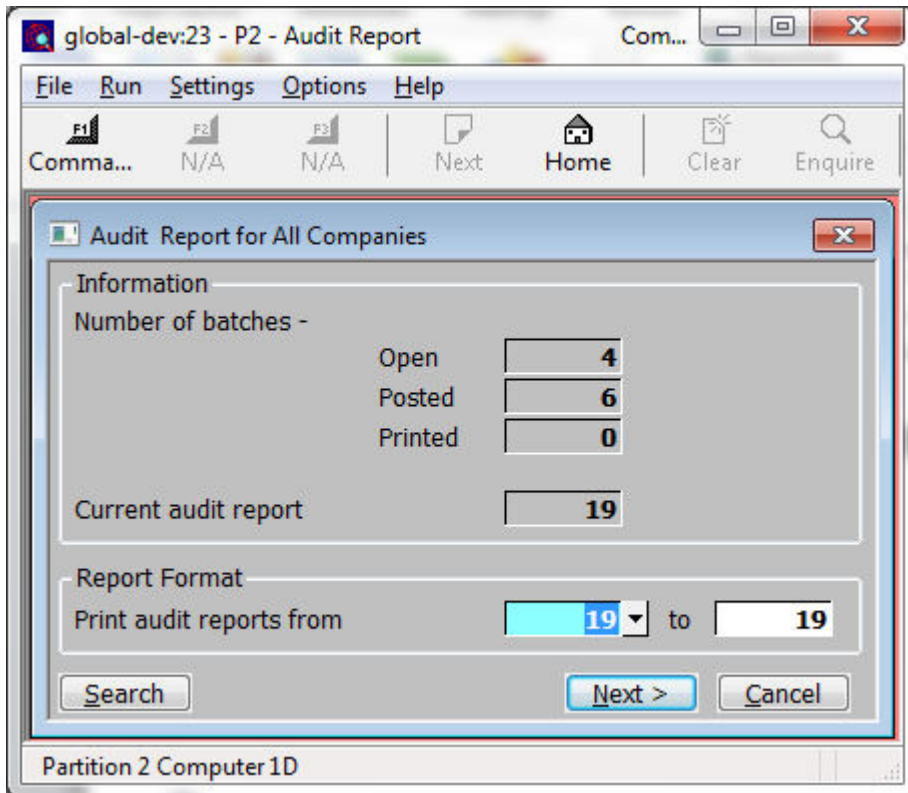 global-dev:23 - P2 - Audit Report Com...
File Run Settings Options Help
F1 F2 F3
Comma... N/A N/A Next Home Clear Enquire
Audit Report for All Companies
Information
Number of batches -
Open 4
Posted 6
Printed 0
Current audit report 19
Report Format
Print audit reports from 19 to 19
Search Next > Cancel
Partition 2 Computer 1D